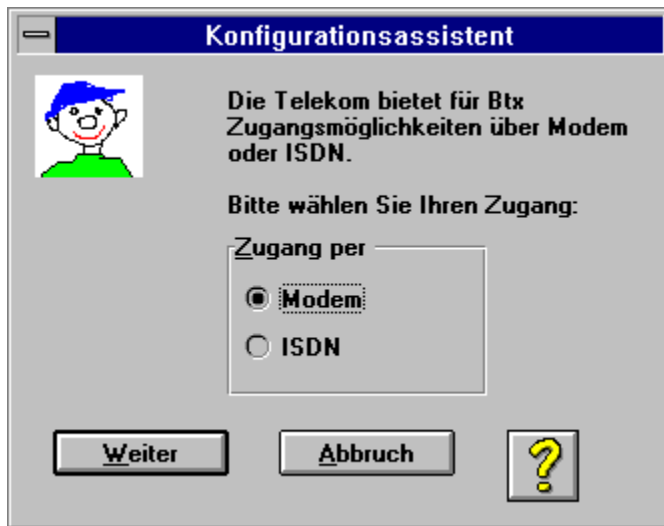 Konfigurationsassistent
Die Telekom bietet für Btx
Zugangsmöglichkeiten über Modem
oder ISDN.
Bitte wählen Sie Ihren Zugang:
Zugang per
Modem
ISDN
Weiter
Abbruch
?